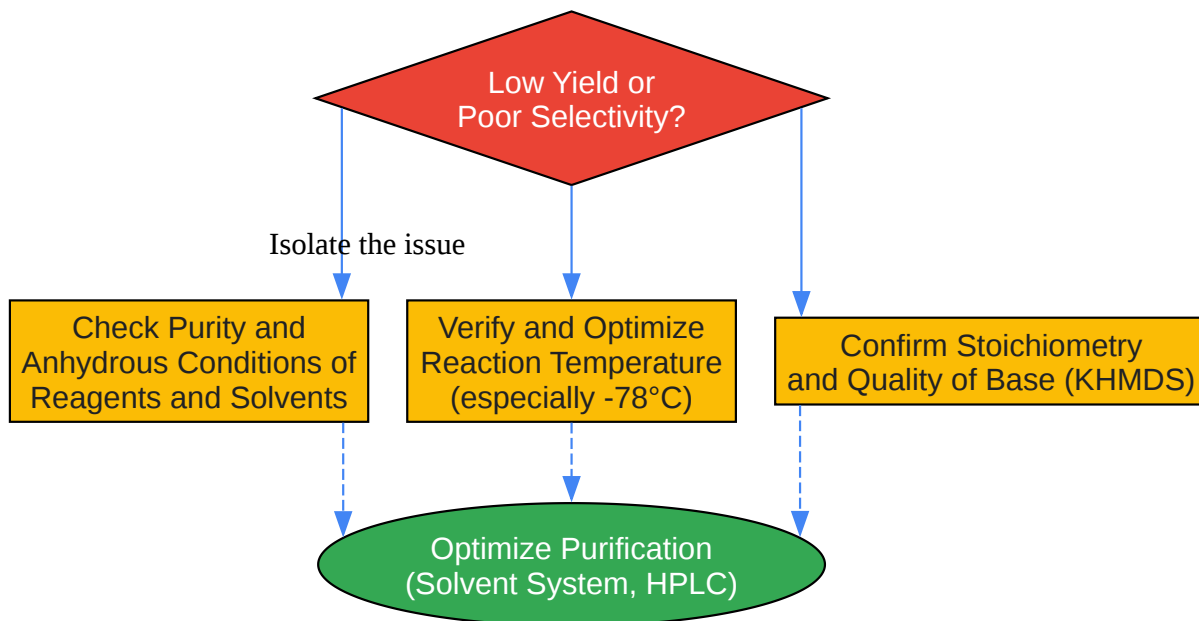 Low Yield or
Poor Selectivity?
Isolate the issue
Check Purity and
Anhydrous Conditions of
Reagents and Solvents
Verify and Optimize
Reaction Temperature
(especially -78°C)
Confirm Stoichiometry
and Quality of Base (KHMDS)
Optimize Purification
(Solvent System, HPLC)